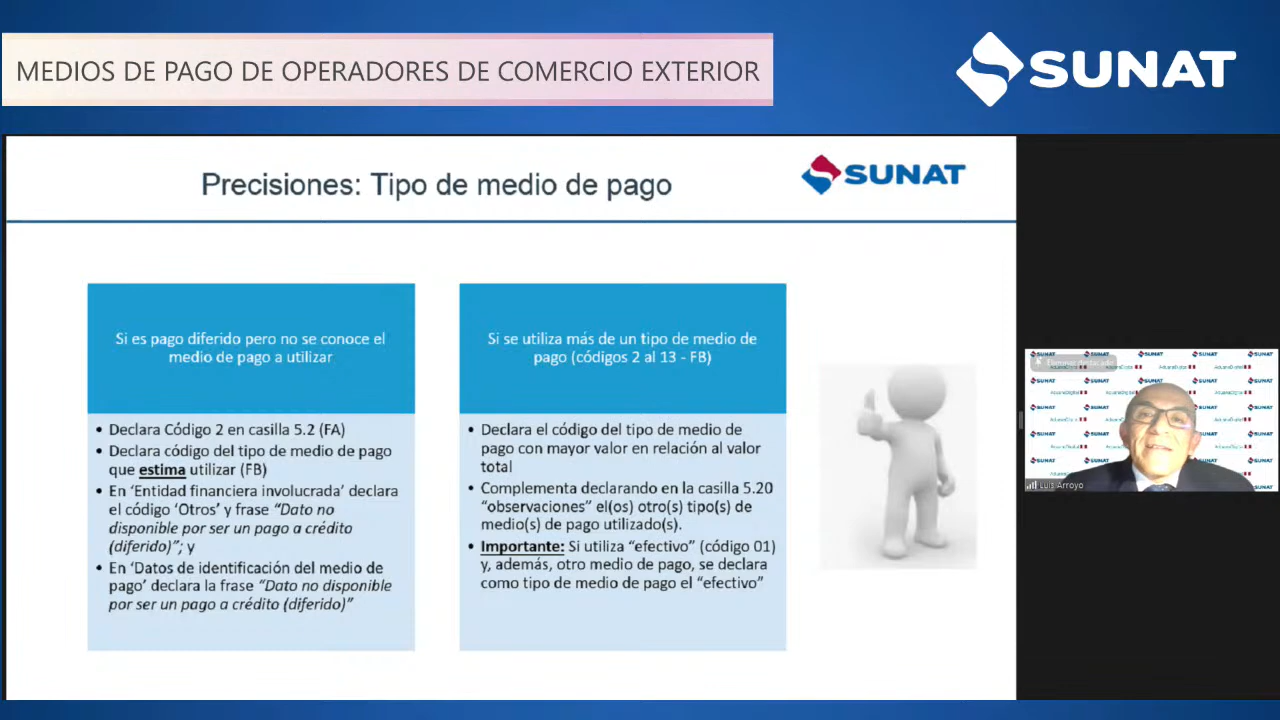 MEDIOS DE PAGO DE OPERADORES DE COMERCIO EXTERIOR
SUNAT
Precisiones: Tipo de medio de pago
SUNAT
Si es pago diferido pero no se conoce el
medio de pago a utilizar
• Declara Código 2 en casilla 5.2 (FA)
• Declara código del tipo de medio de pago
que estima utilizar (FB)
• En ‘Entidad financiera involucrada’ declara
el código ‘Otros’ y frase “Dato no
disponible por ser un pago a crédito
(diferido)”; y
• En ‘Datos de identificación del medio de
pago’ declara la frase “Dato no disponible
por ser un pago a crédito (diferido)”
Si se utiliza más de un tipo de medio de
pago (códigos 2 al 13 - FB)
• Declara el código del tipo de medio de
pago con mayor valor en relación al valor
total
• Complementa declarando en la casilla 5.20
“observaciones” el(os) otro(s) tipo(s) de
medio(s) de pago utilizado(s).
• Importante: Si utiliza “efectivo” (código 01)
y, además, otro medio de pago, se declara
como tipo de medio de pago el “efectivo”
SUNAT SUNAT SUNAT SUNAT
Luis Arroyo